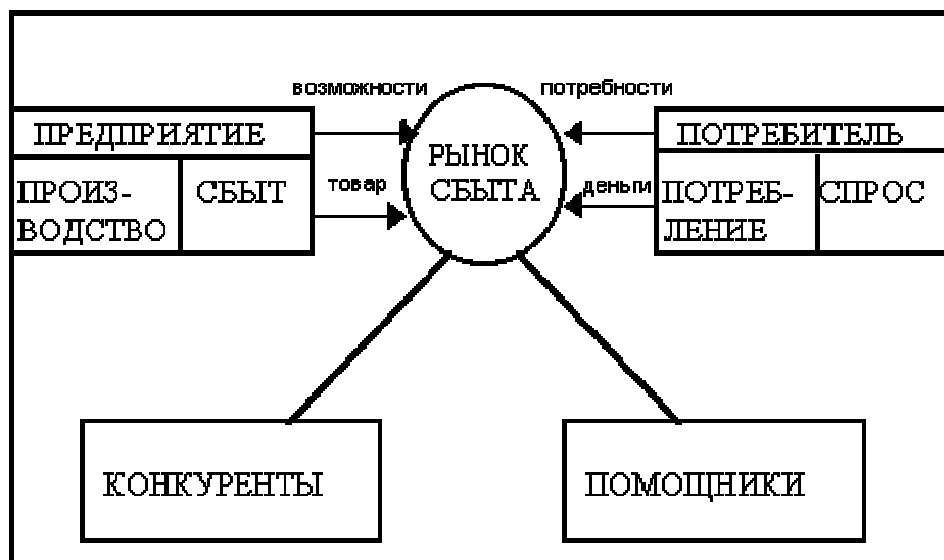 возможности
потребности
ПРЕДПРИЯТИЕ
РЫНОК
СБЫТА
ПОТРЕБИТЕЛЬ
ПРОИЗ-
ВОДСТВО
СБЫТ
товар
деньги
ПОТРЕБ-
ЛЕНИЕ
СПРОС
КОНКУРЕНТЫ
ПОМОЩНИКИ